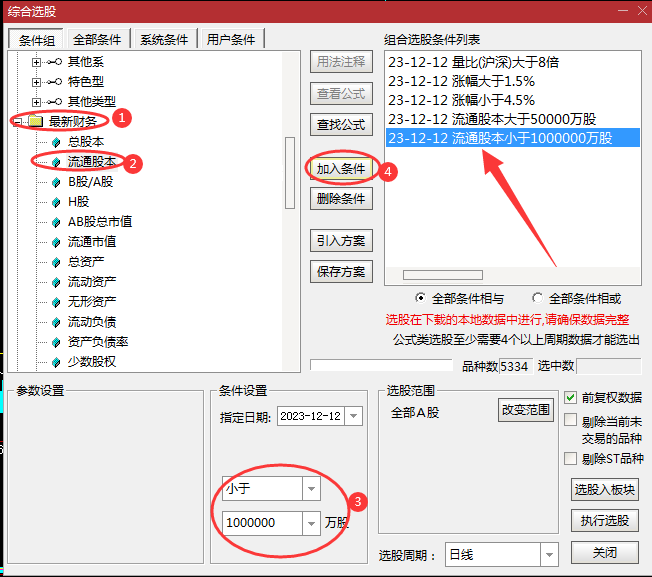 综合选股
条件组 全部条件 系统条件 用户条件
其他系
特色型
其他类型
最新财务 1
总股本
流通股本 2
B股/A股
H股
AB股总市值
流通市值
总资产
流动资产
无形资产
流动负债
资产负债率
少数股权
用法注释
查看公式
查找公式
加入条件 4
删除条件
引入方案
保存方案
组合选股条件列表
23-12-12 量比(沪深)大于8倍
23-12-12 涨幅大于1.5%
23-12-12 涨幅小于4.5%
23-12-12 流通股本大于50000万股
23-12-12 流通股本小于1000000万股
全部条件相与 全部条件相或
选股在下载的本地数据中进行,请确保数据完整
公式类选股至少需要4个以上周期数据才能选出
品种数 5334 选中数
参数设置
条件设置
指定日期: 2023-12-12
小于
1000000 万股 3
选股范围
全部A股 改变范围
选股周期: 日线
前复权数据
剔除当前未
交易的品种
剔除ST品种
选股入板块
执行选股
关闭